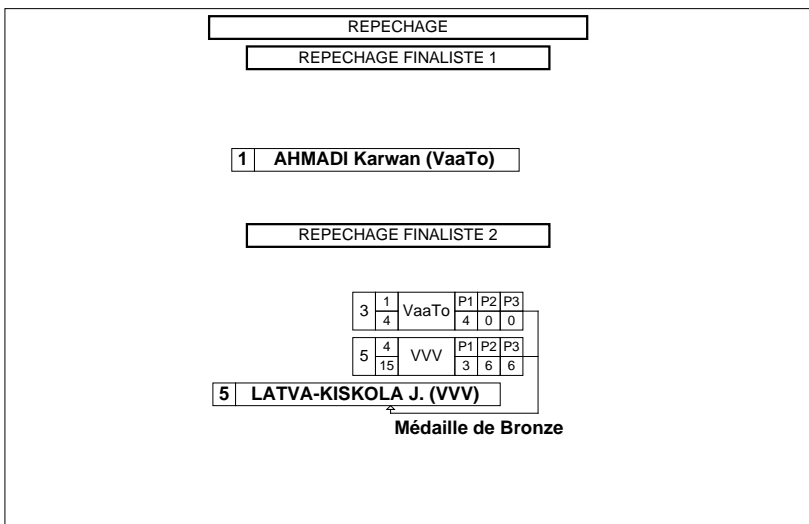 REPECHAGE
REPECHAGE FINALISTE 1
1 AHMADI Karwan (VaaTo)
REPECHAGE FINALISTE 2
3 1 VaaTo P1 P2 P3
4 4 0 0
5 4 VVV P1 P2 P3
15 3 6 6
5 LATVA-KISKOLA J. (VVV)
Médaille de Bronze